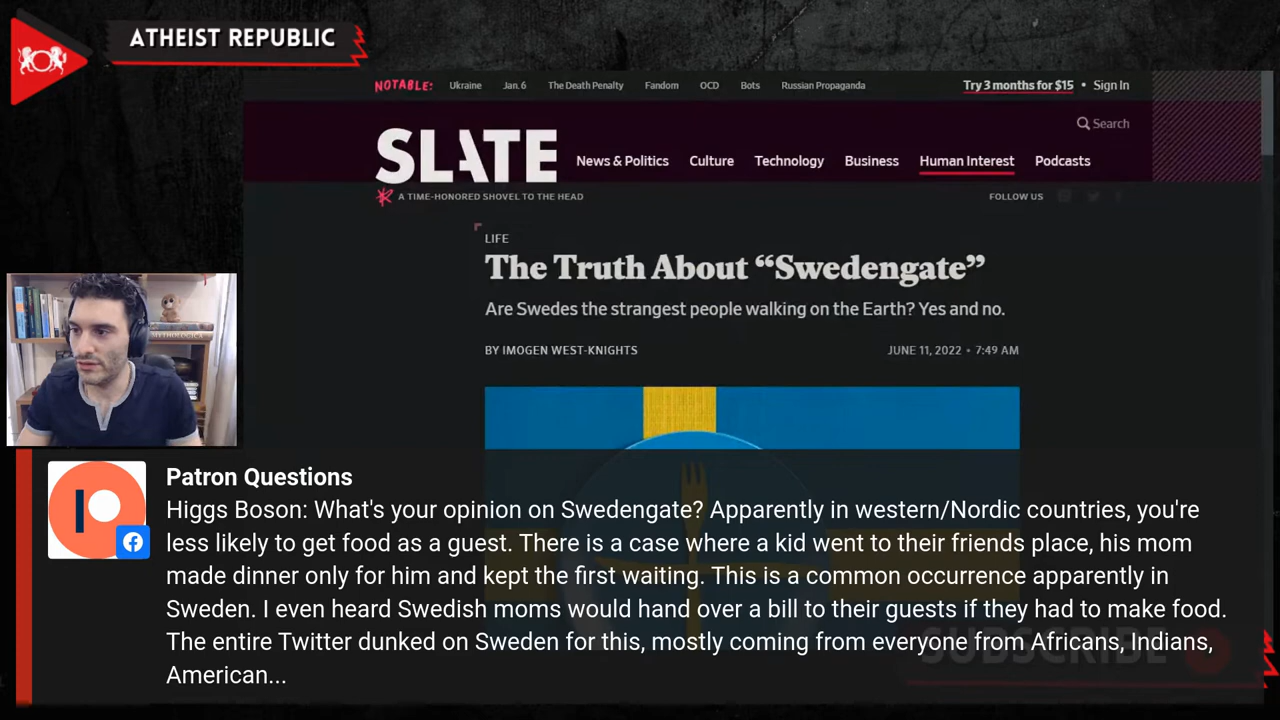 ATHEIST REPUBLIC
NOTABLE: Ukraine Jan. 6 The Death Penalty Fandom OCD Bots Russian Propaganda Try 3 months for $15 • Sign In
Search
SLATE News & Politics Culture Technology Business Human Interest Podcasts
A TIME-HONORED SHOVEL TO THE HEAD FOLLOW US
LIFE
The Truth About “Swedengate”
Are Swedes the strangest people walking on the Earth? Yes and no.
BY IMOGEN WEST-KNIGHTS JUNE 11, 2022 • 7:49 AM
Patron Questions
Higgs Boson: What's your opinion on Swedengate? Apparently in western/Nordic countries, you're
less likely to get food as a guest. There is a case where a kid went to their friends place, his mom
made dinner only for him and kept the first waiting. This is a common occurrence apparently in
Sweden. I even heard Swedish moms would hand over a bill to their guests if they had to make food.
The entire Twitter dunked on Sweden for this, mostly coming from everyone from Africans, Indians,
American...
SUBSCRIBE